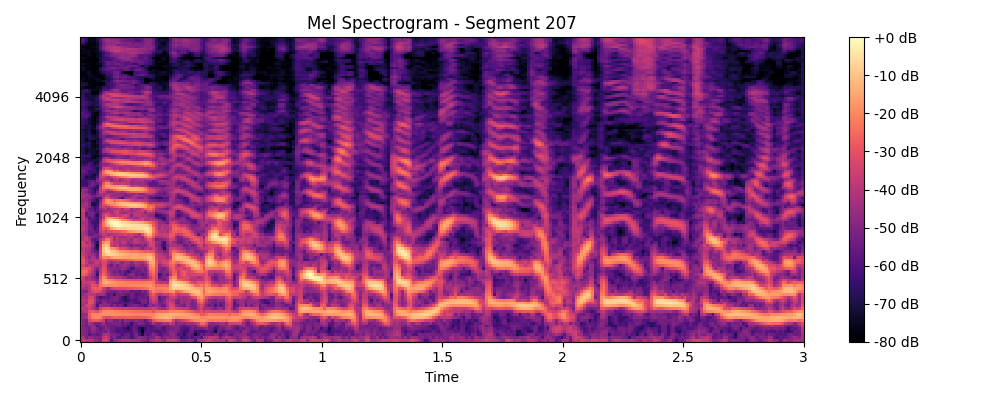 Mel Spectrogram - Segment 207
+0 dB
-10 dB
-20 dB
-30 dB
-40 dB
-50 dB
-60 dB
-70 dB
-80 dB
4096
2048
1024
512
0
Frequency
0
0.5
1
1.5
2
2.5
3
Time